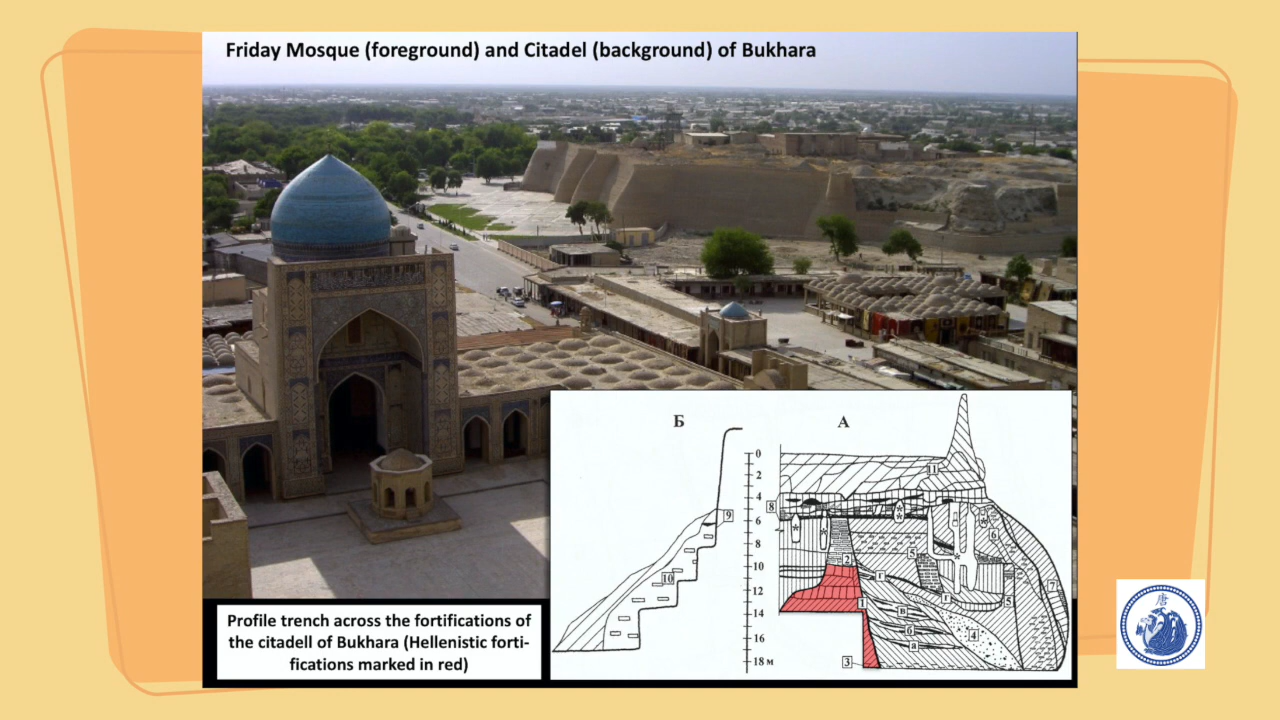 Friday Mosque (foreground) and Citadel (background) of Bukhara
Profile trench across the fortifications of
the citadell of Bukhara (Hellenistic forti-
fications marked in red)
Б
А
0
2
4
6
8
10
12
14
16
18 м
9
10
11
8
6
5
2
г
7
г
5
1
в
б
4
а
3
唐